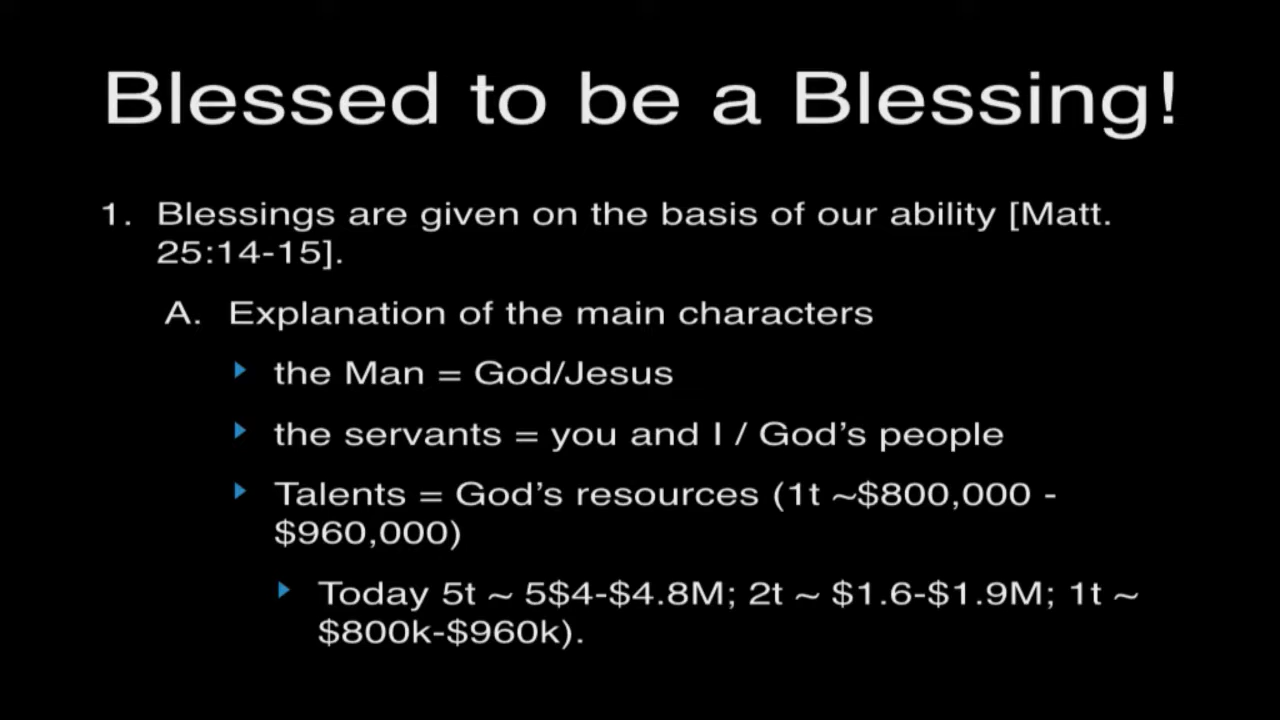 Blessed to be a Blessing!
1. Blessings are given on the basis of our ability [Matt.
25:14-15].
A. Explanation of the main characters
the Man = God/Jesus
the servants = you and I / God's people
Talents = God's resources (1t ~$800,000 -
$960,000)
Today 5t ~ 5$4-$4.8M; 2t ~ $1.6-$1.9M; 1t ~
$800k-$960k).